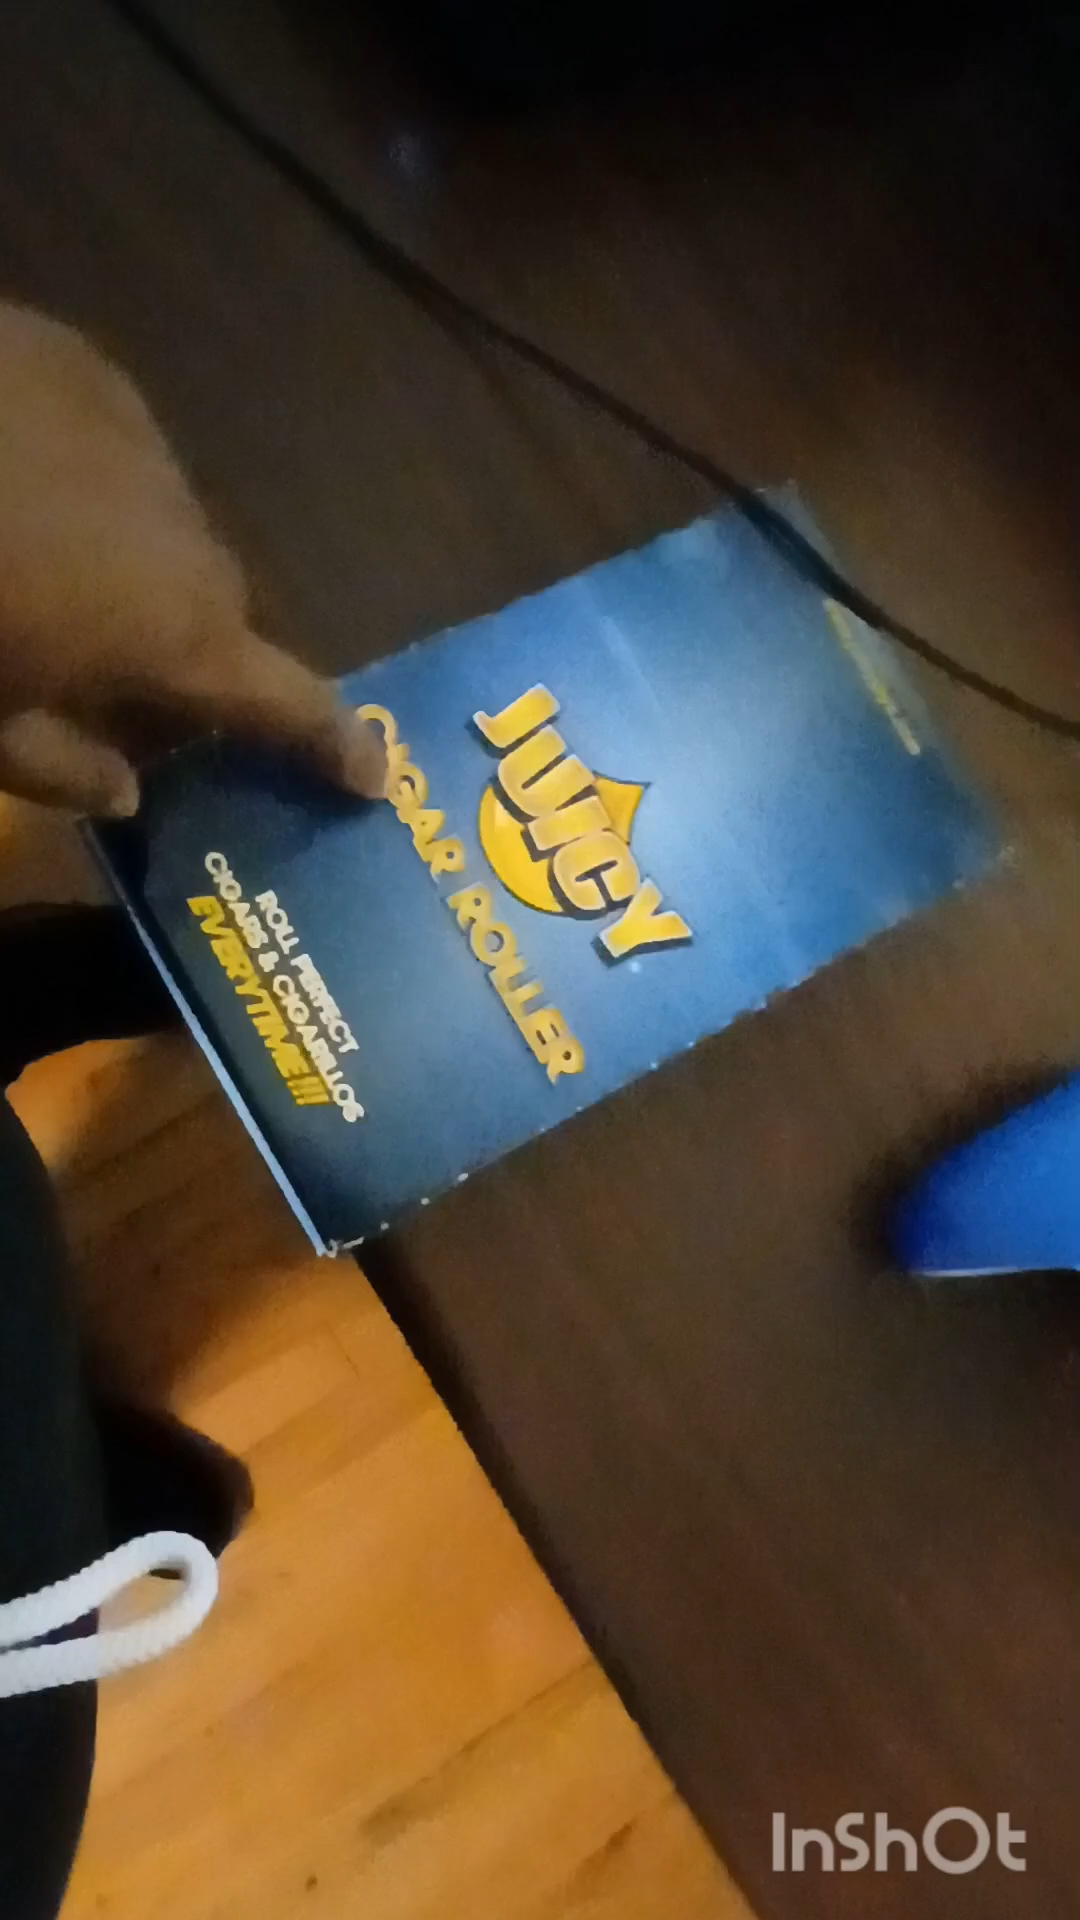 JUICY
CIGAR ROLLER
ROLL PERFECT
CIGARS & CIGARILLOS
EVERYTIME!!!
InShOt